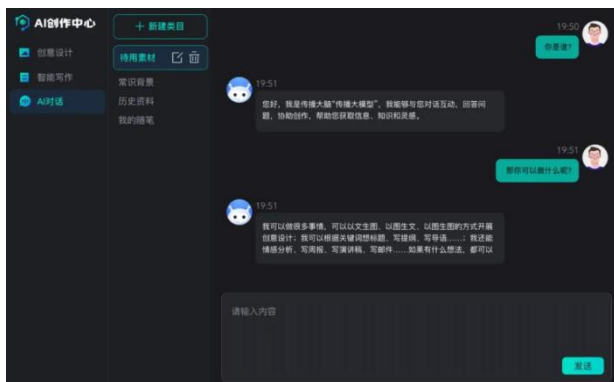 AI创作中心
创意设计
智能写作
AI对话
+ 新建类目
待用素材
常识背景
历史资料
我的随笔
19:50
你是谁?
19:51
您好，我是传播大脑“传播大模型”，我能够与您对话互动，回答问
题，协助创作，帮助您获取信息、知识和灵感。
19:51
那你可以做什么呢?
19:51
我可以做很多事情，可以以文生图、以图生文、以图生图的方式开展
创意设计；我可以根据关键词想标题、写提纲、写导语……；我还能
情感分析、写周报、写演讲稿、写邮件……如果有什么想法，都可以
请输入内容
发送